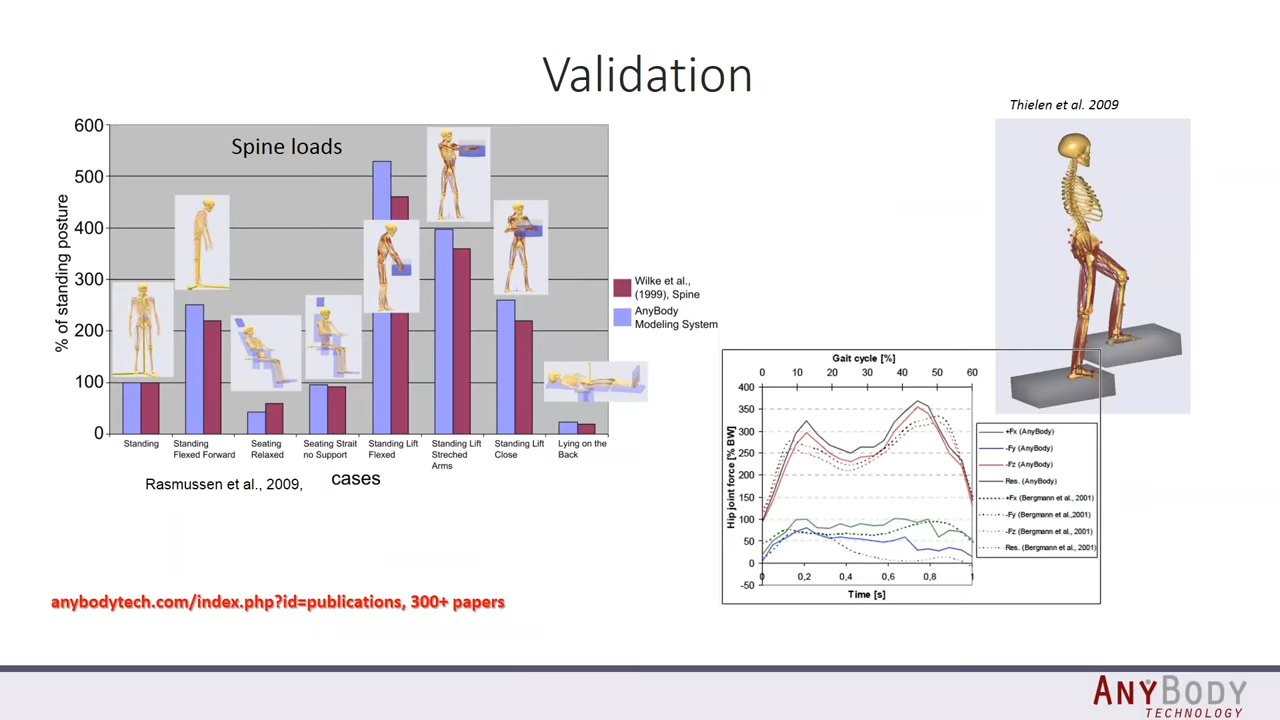 Validation
Thielen et al. 2009
Spine loads
% of standing posture
600
500
400
300
200
100
0
Wilke et al.,
(1999), Spine
AnyBody
Modeling System
Standing
Standing
Flexed Forward
Seating
Relaxed
Seating Strait
no Support
Standing Lift
Flexed
Standing Lift
Streched
Arms
Standing Lift
Close
Lying on the
Back
cases
Rasmussen et al., 2009,
Gait cycle [%]
0 10 20 30 40 50 60
Hip joint force [% BW]
400
350
300
250
200
150
100
50
0
-50
0 0,2 0,4 0,6 0,8 1
Time [s]
+Fx (AnyBody)
-Fy (AnyBody)
-Fz (AnyBody)
Res. (AnyBody)
+Fx (Bergmann et al., 2001)
-Fy (Bergmann et al.,2001)
-Fz (Bergmann et al., 2001)
Res. (Bergmann et al., 2001)
anybodytech.com/index.php?id=publications, 300+ papers
ANYBODY
TECHNOLOGY